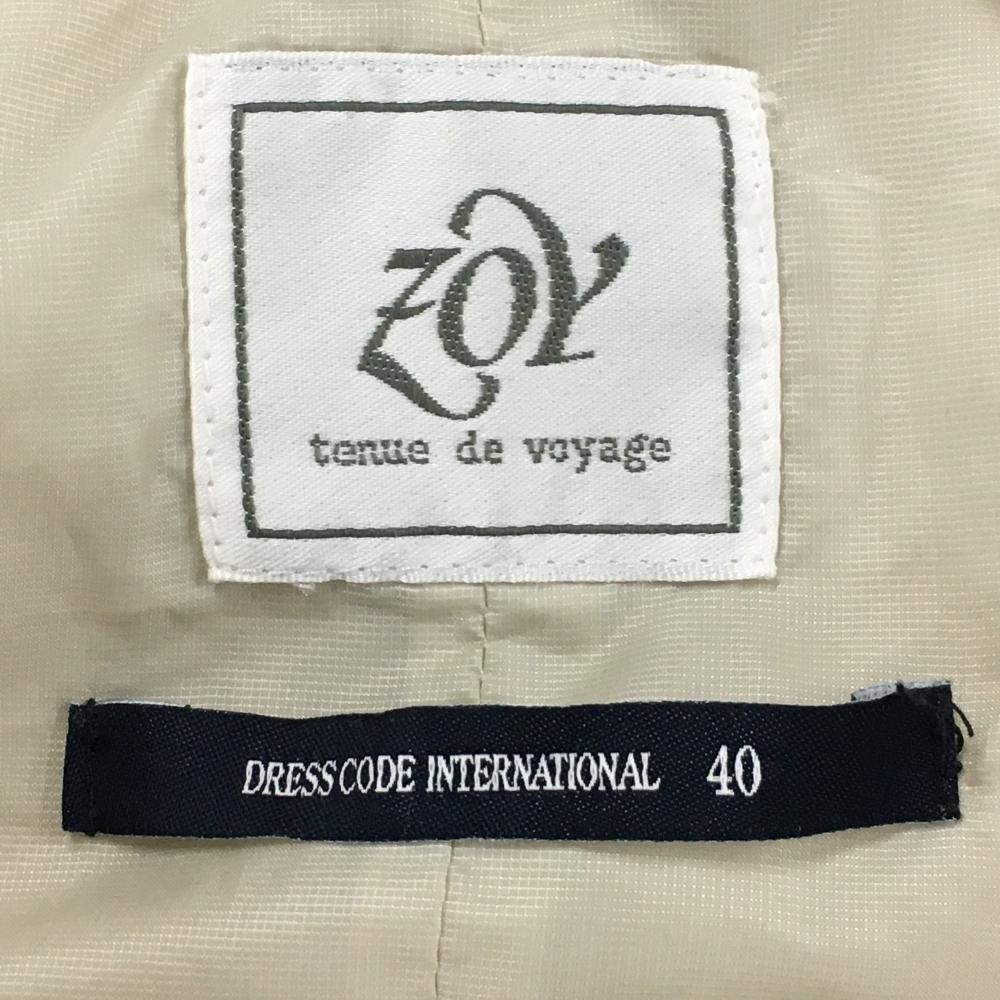 ZOY
tenue de voyage
DRESS CODE INTERNATIONAL 40